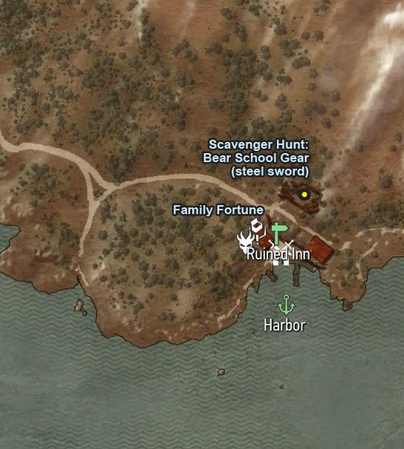 Scavenger Hunt:
Bear School Gear
(steel sword)
Family Fortune
Ruined Inn
Harbor